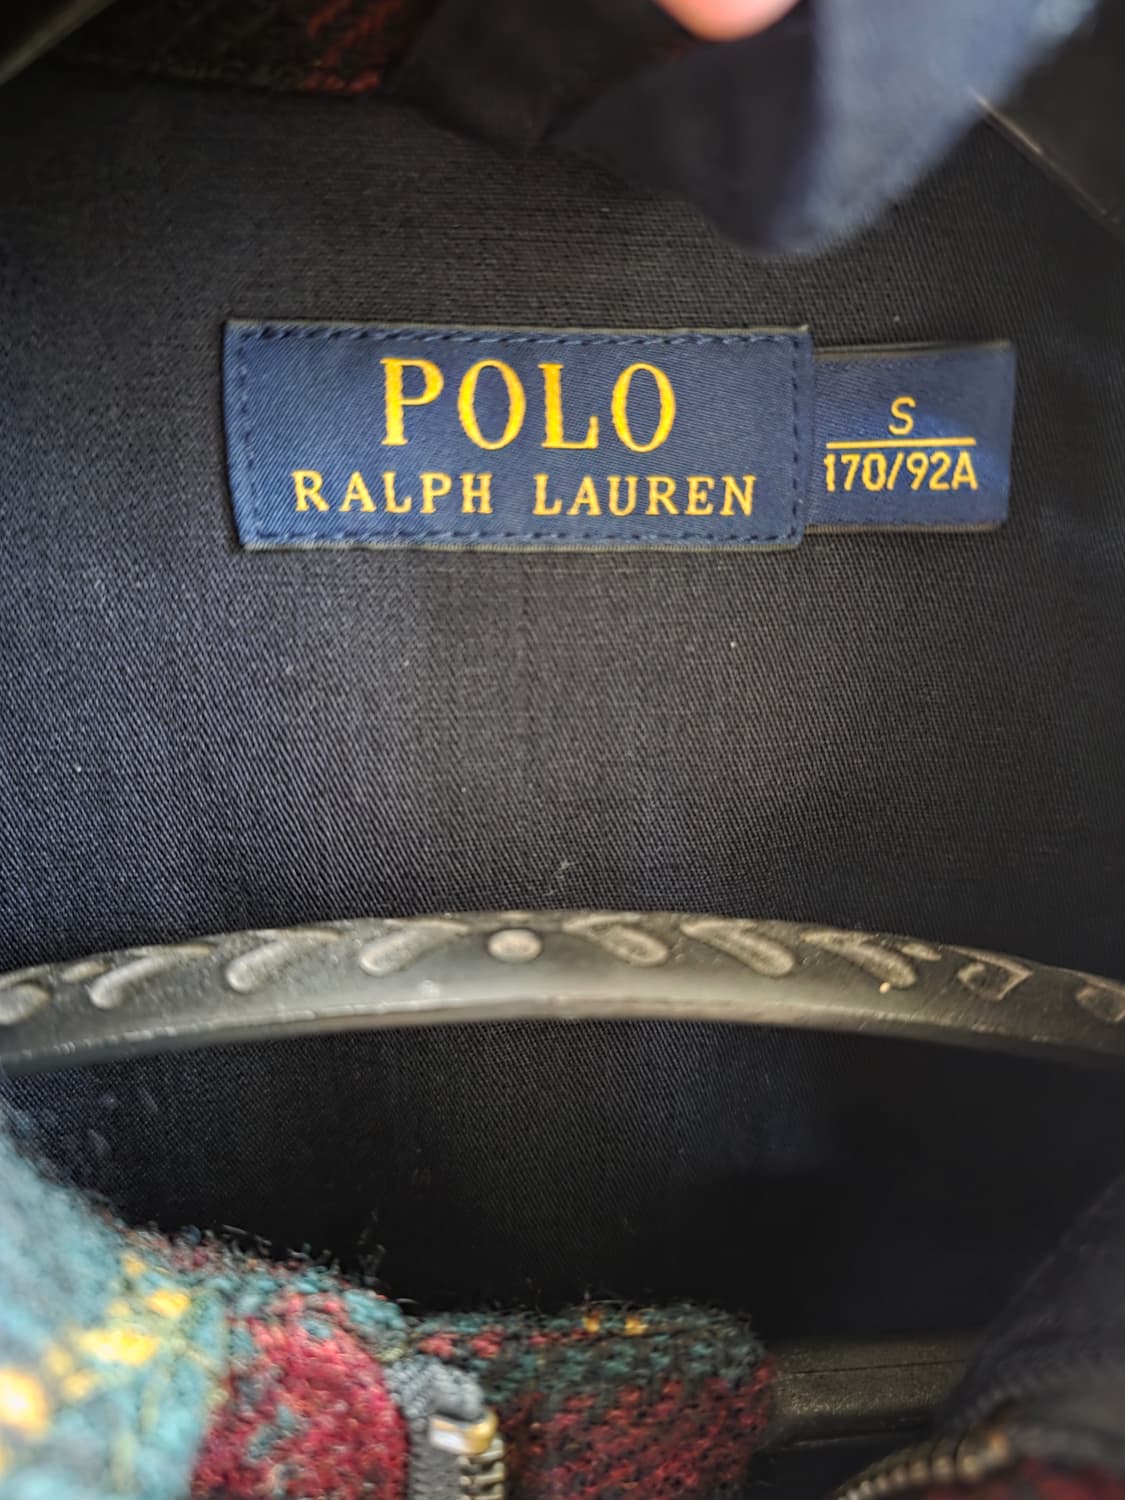 POLO
RALPH LAUREN
S
170/92A